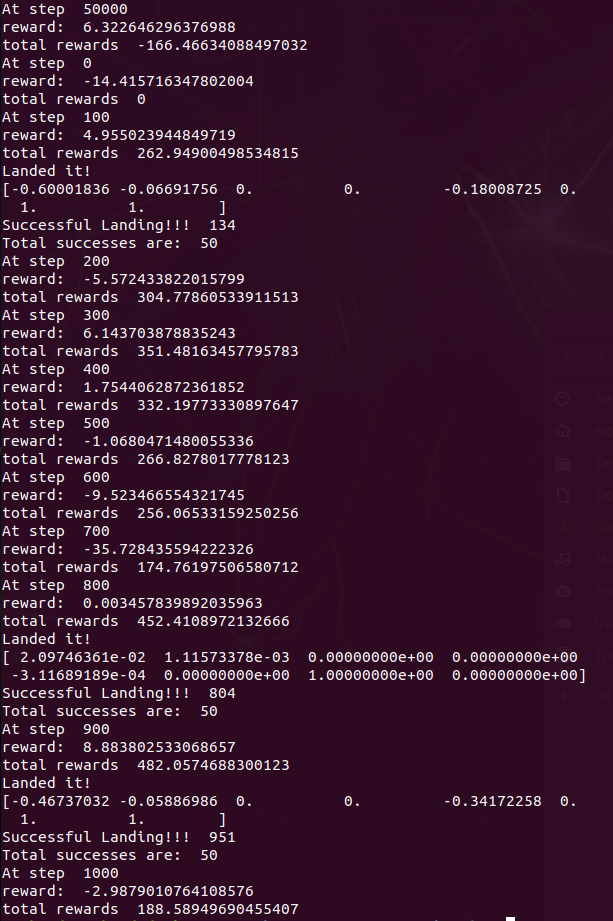 At step  50000
reward:  6.322646296376988
total rewards  -166.46634088497032
At step  0
reward:  -14.415716347802004
total rewards  0
At step  100
reward:  4.955023944849719
total rewards  262.94900498534815
Landed it!
[-0.60001836 -0.06691756  0.          0.         -0.18008725  0.
  1.          1.        ]
Successful Landing!!!  134
Total successes are:  50
At step  200
reward:  -5.572433822015799
total rewards  304.77860533911513
At step  300
reward:  6.143703878835243
total rewards  351.48163457795783
At step  400
reward:  1.7544062872361852
total rewards  332.19773330897647
At step  500
reward:  -1.0680471480055336
total rewards  266.8278017778123
At step  600
reward:  -9.523466554321745
total rewards  256.06533159250256
At step  700
reward:  -35.728435594222326
total rewards  174.76197506580712
At step  800
reward:  0.003457839892035963
total rewards  452.4108972132666
Landed it!
[ 2.09746361e-02  1.11573378e-03  0.00000000e+00  0.00000000e+00
 -3.11689189e-04  0.00000000e+00  1.00000000e+00  0.00000000e+00]
Successful Landing!!!  804
Total successes are:  50
At step  900
reward:  8.883802533068657
total rewards  482.0574688300123
Landed it!
[-0.46737032 -0.05886986  0.          0.         -0.34172258  0.
  1.          1.        ]
Successful Landing!!!  951
Total successes are:  50
At step  1000
reward:  -2.9879010764108576
total rewards  188.58949690455407